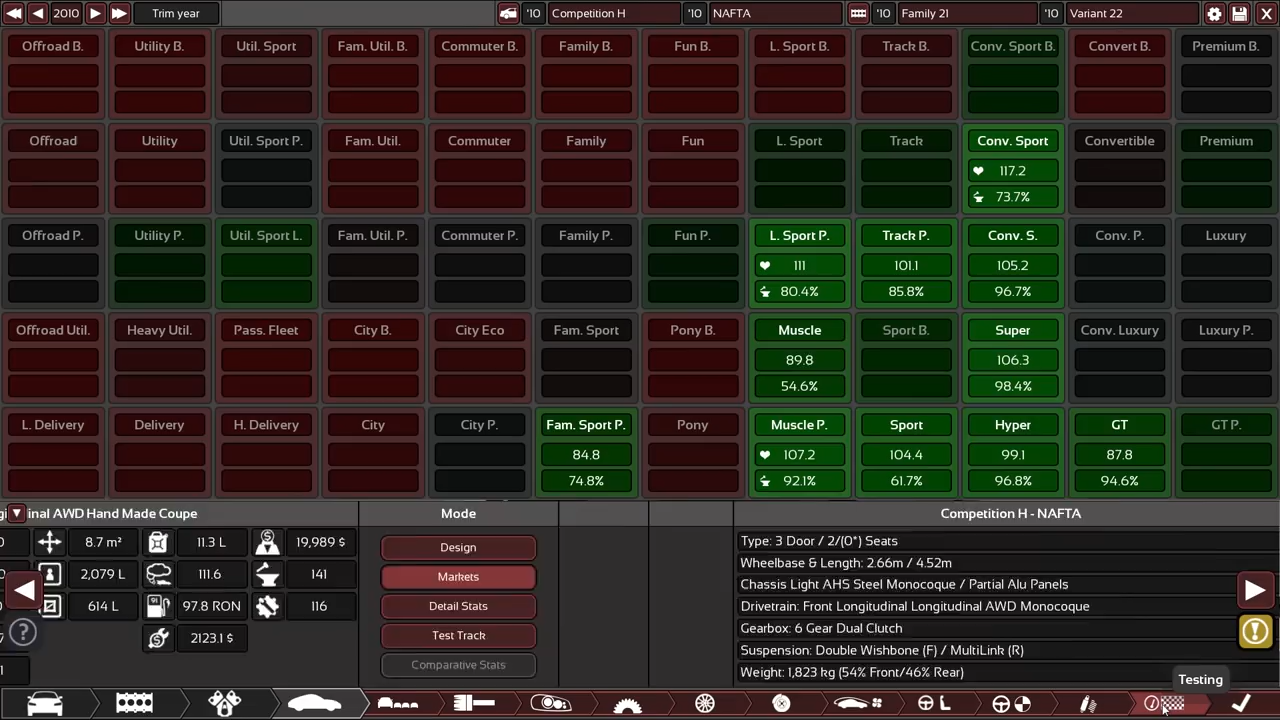 2010 Trim year '10 Competition H '10 NAFTA '10 Family 21 '10 Variant 22
Offroad B. Utility B. Util. Sport Fam. Util. B. Commuter B. Family B. Fun B. L. Sport B. Track B. Conv. Sport B. Convert B. Premium B.
Offroad Utility Util. Sport P. Fam. Util. Commuter Family Fun L. Sport Track Conv. Sport Convertible Premium
117.2
73.7%
Offroad P. Utility P. Util. Sport L. Fam. Util. P. Commuter P. Family P. Fun P. L. Sport P. Track P. Conv. S. Conv. P. Luxury
111 101.1 105.2
80.4% 85.8% 96.7%
Offroad Util. Heavy Util. Pass. Fleet City B. City Eco Fam. Sport Pony B. Muscle Sport B. Super Conv. Luxury Luxury P.
89.8 106.3
54.6% 98.4%
L. Delivery Delivery H. Delivery City City P. Fam. Sport P. Pony Muscle P. Sport Hyper GT GT P.
84.8 107.2 104.4 99.1 87.8
74.8% 92.1% 61.7% 96.8% 94.6%
inal AWD Hand Made Coupe Mode Competition H - NAFTA
8.7 m² 11.3 L 19,989 $ Design Type: 3 Door / 2/(0*) Seats
Wheelbase & Length: 2.66m / 4.52m
2,079 L 111.6 141 Markets Chassis Light AHS Steel Monocoque / Partial Alu Panels
614 L 97.8 RON 116 Detail Stats Drivetrain: Front Longitudinal Longitudinal AWD Monocoque
? 2123.1 $ Test Track Gearbox: 6 Gear Dual Clutch
Suspension: Double Wishbone (F) / MultiLink (R)
Comparative Stats Weight: 1,823 kg (54% Front/46% Rear)
Testing